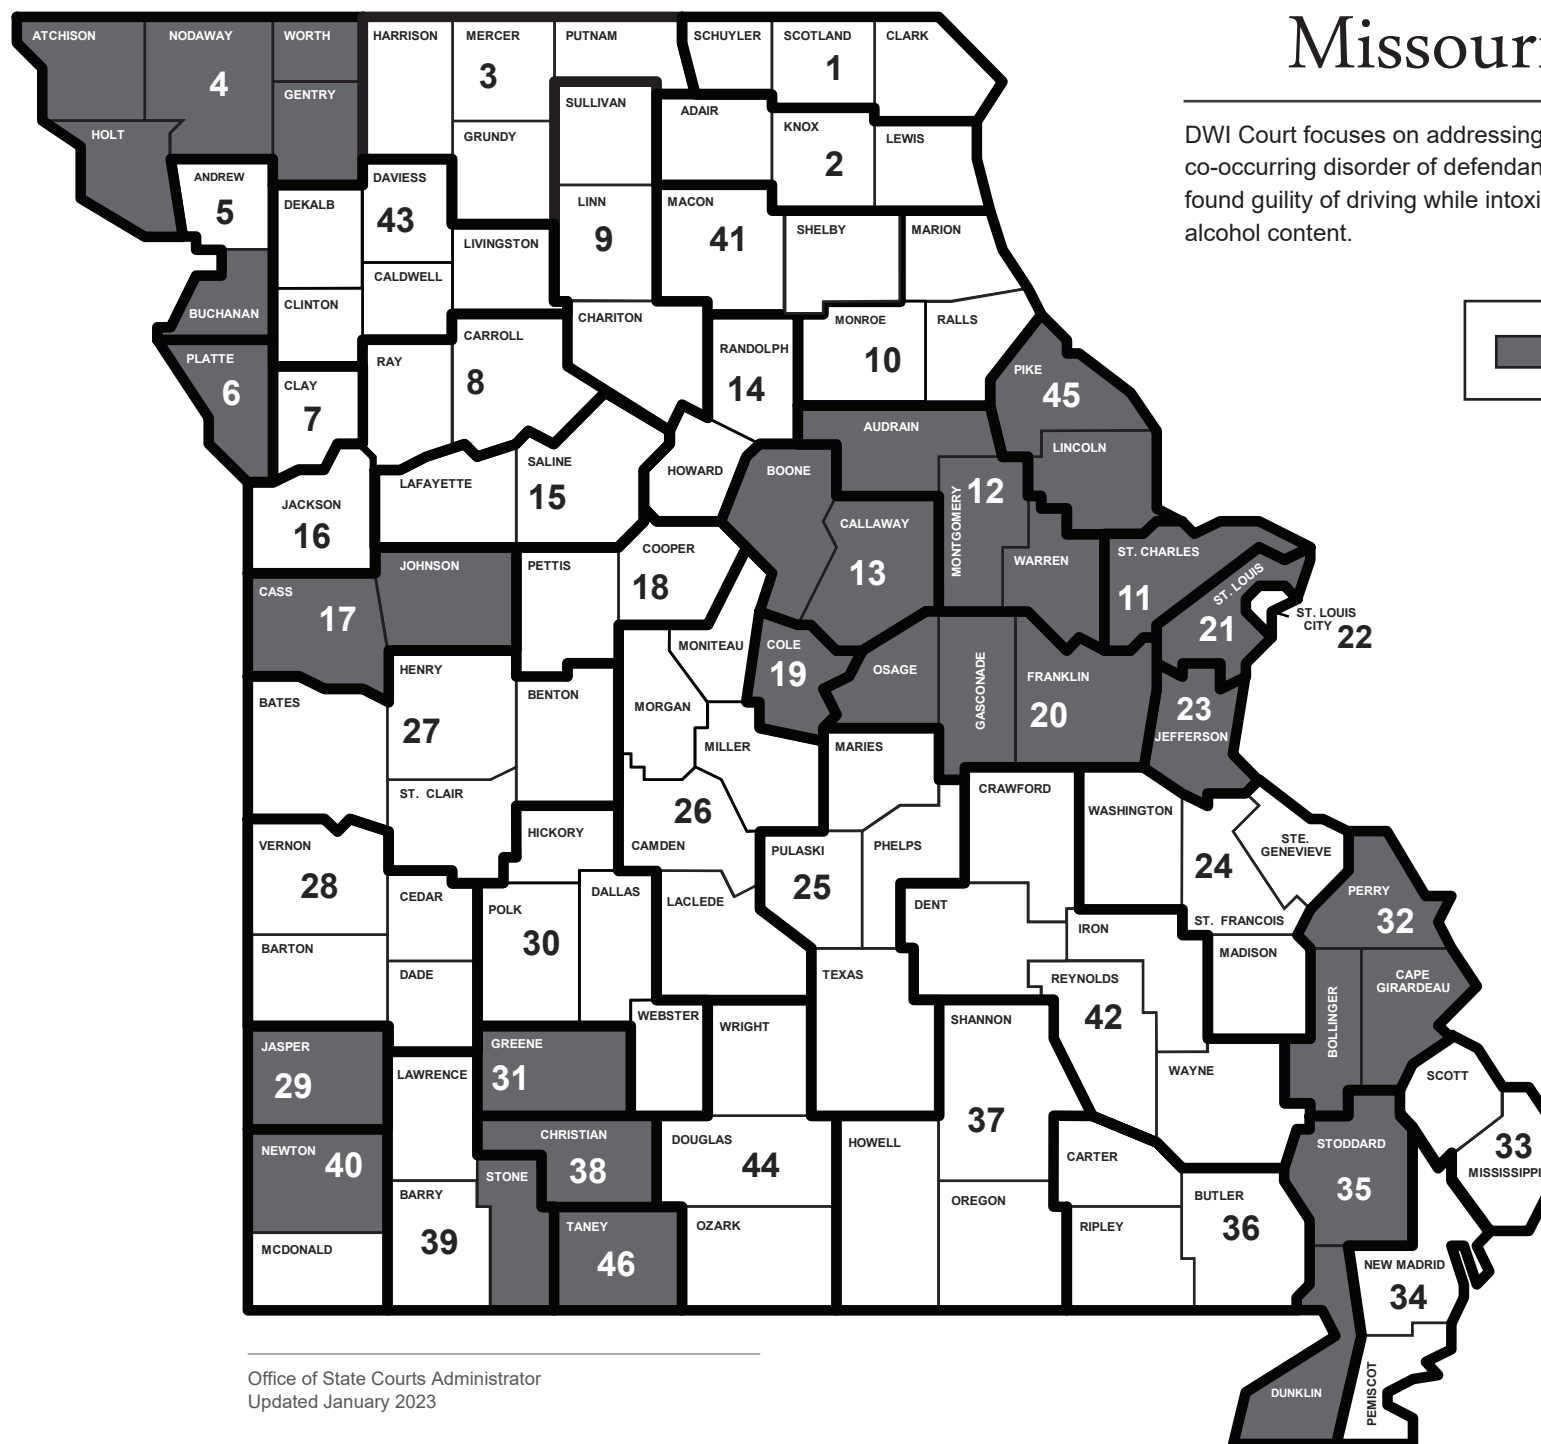 Missouri
DWI Court focuses on addressing
co-occurring disorder of defendan
found guility of driving while intoxi
alcohol content.
ATCHISON
NODAWAY
WORTH
HARRISON
MERCER
PUTNAM
SCHUYLER
SCOTLAND
CLARK
4
3
1
GENTRY
SULLIVAN
ADAIR
KNOX
LEWIS
HOLT
GRUNDY
2
ANDREW
5
DEKALB
DAVIESS
43
LINN
9
MACON
41
SHELBY
MARION
LIVINGSTON
CALDWELL
CLINTON
BUCHANAN
CHARITON
MONROE
RALLS
10
PLATTE
6
CLAY
7
RAY
CARROLL
8
RANDOLPH
14
PIKE
45
AUDRAIN
LINCOLN
HOWARD
BOONE
LAFAYETTE
SALINE
15
JACKSON
16
MONTGOMERY
12
CALLAWAY
13
WARREN
ST. CHARLES
11
ST. LOUIS
21
ST. LOUIS
CITY
22
JOHNSON
PETTIS
COOPER
18
CASS
17
MONITEAU
COLE
19
OSAGE
GASCONADE
FRANKLIN
20
23
JEFFERSON
HENRY
27
BENTON
BATES
MORGAN
MILLER
MARIES
ST. CLAIR
HICKORY
26
CAMDEN
CRAWFORD
WASHINGTON
STE.
GENEVIEVE
24
ST. FRANCOIS
VERNON
28
CEDAR
POLK
30
DALLAS
LACLEDE
PULASKI
25
PHELPS
DENT
IRON
MADISON
PERRY
32
BARTON
DADE
TEXAS
REYNOLDS
42
BOLLINGER
CAPE
GIRARDEAU
WEBSTER
WRIGHT
SHANNON
37
JASPER
29
LAWRENCE
GREENE
31
WAYNE
SCOTT
NEWTON
40
CHRISTIAN
38
STONE
DOUGLAS
44
HOWELL
CARTER
STODDARD
35
33
MISSISSIPPI
MCDONALD
BARRY
39
TANEY
46
OZARK
OREGON
RIPLEY
BUTLER
36
NEW MADRID
34
DUNKLIN
PEMISCOT
Office of State Courts Administrator
Updated January 2023